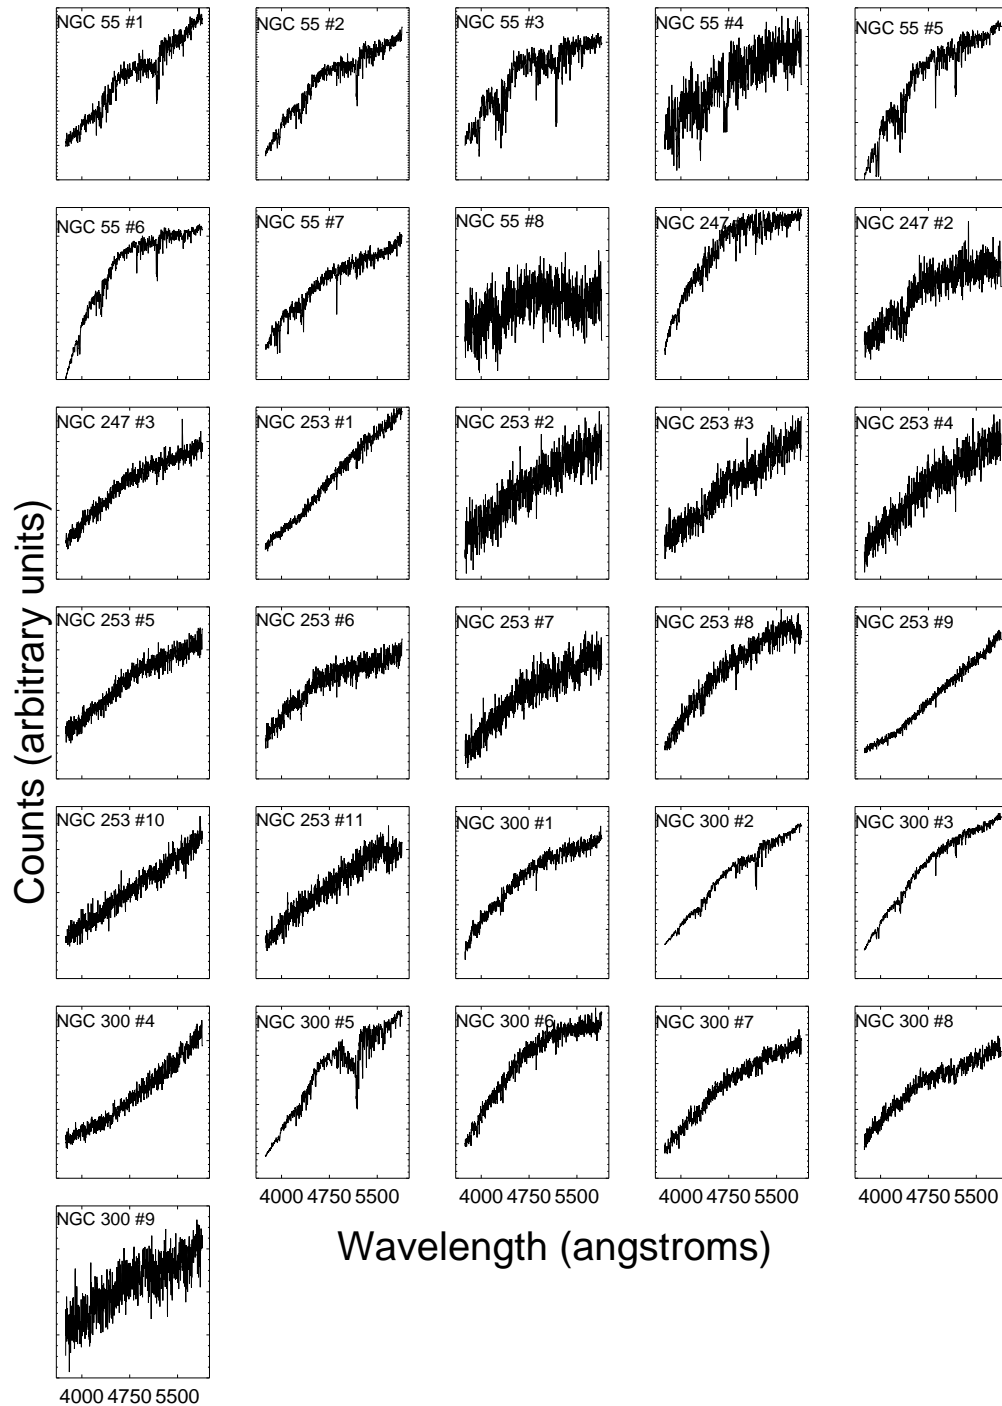 NGC 55 #1
NGC 55 #2
NGC 55 #3
NGC 55 #4
NGC 55 #5
NGC 55 #6
NGC 55 #7
NGC 55 #8
NGC 247
NGC 247 #2
NGC 247 #3
NGC 253 #1
NGC 253 #2
NGC 253 #3
NGC 253 #4
NGC 253 #5
NGC 253 #6
NGC 253 #7
NGC 253 #8
NGC 253 #9
NGC 253 #10
NGC 253 #11
NGC 300 #1
NGC 300 #2
NGC 300 #3
NGC 300 #4
NGC 300 #5
NGC 300 #6
NGC 300 #7
NGC 300 #8
4000 4750 5500
4000 4750 5500
4000 4750 5500
4000 4750 5500
NGC 300 #9
4000 4750 5500
Wavelength (angstroms)
Counts (arbitrary units)